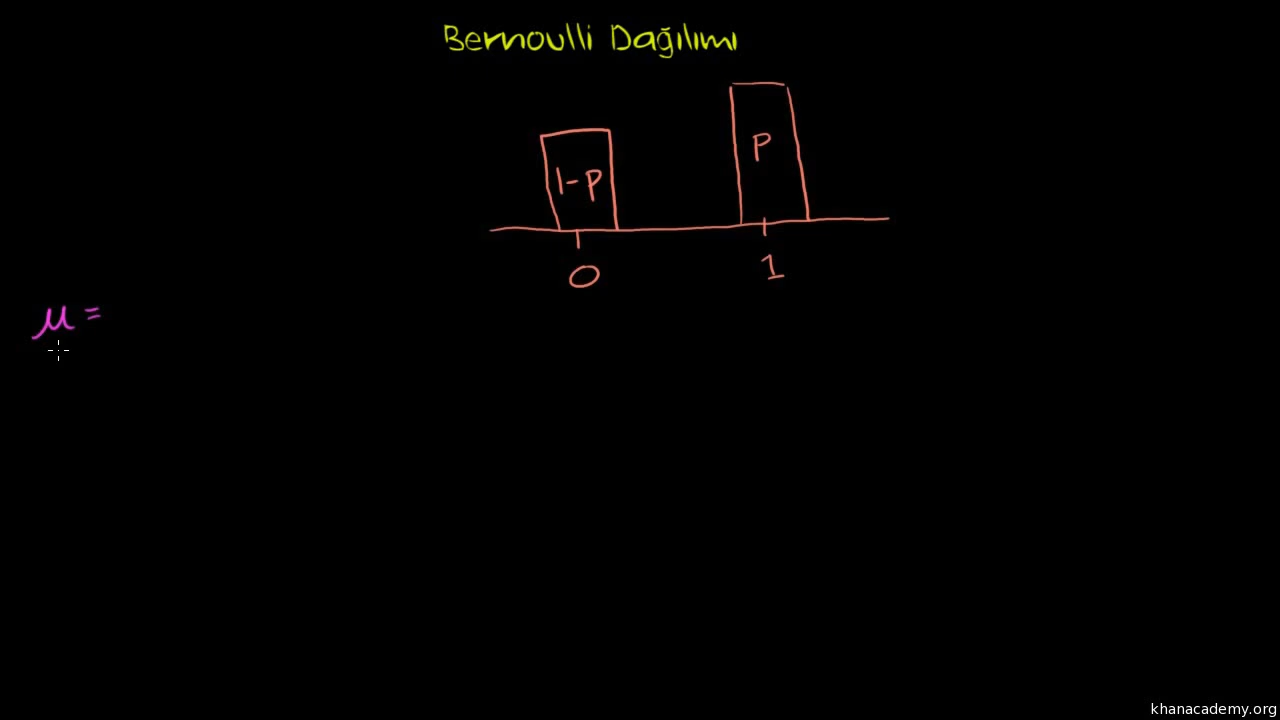 Bernoulli Dağılımı
1-p
p
0
1
μ =
khanacademy.org